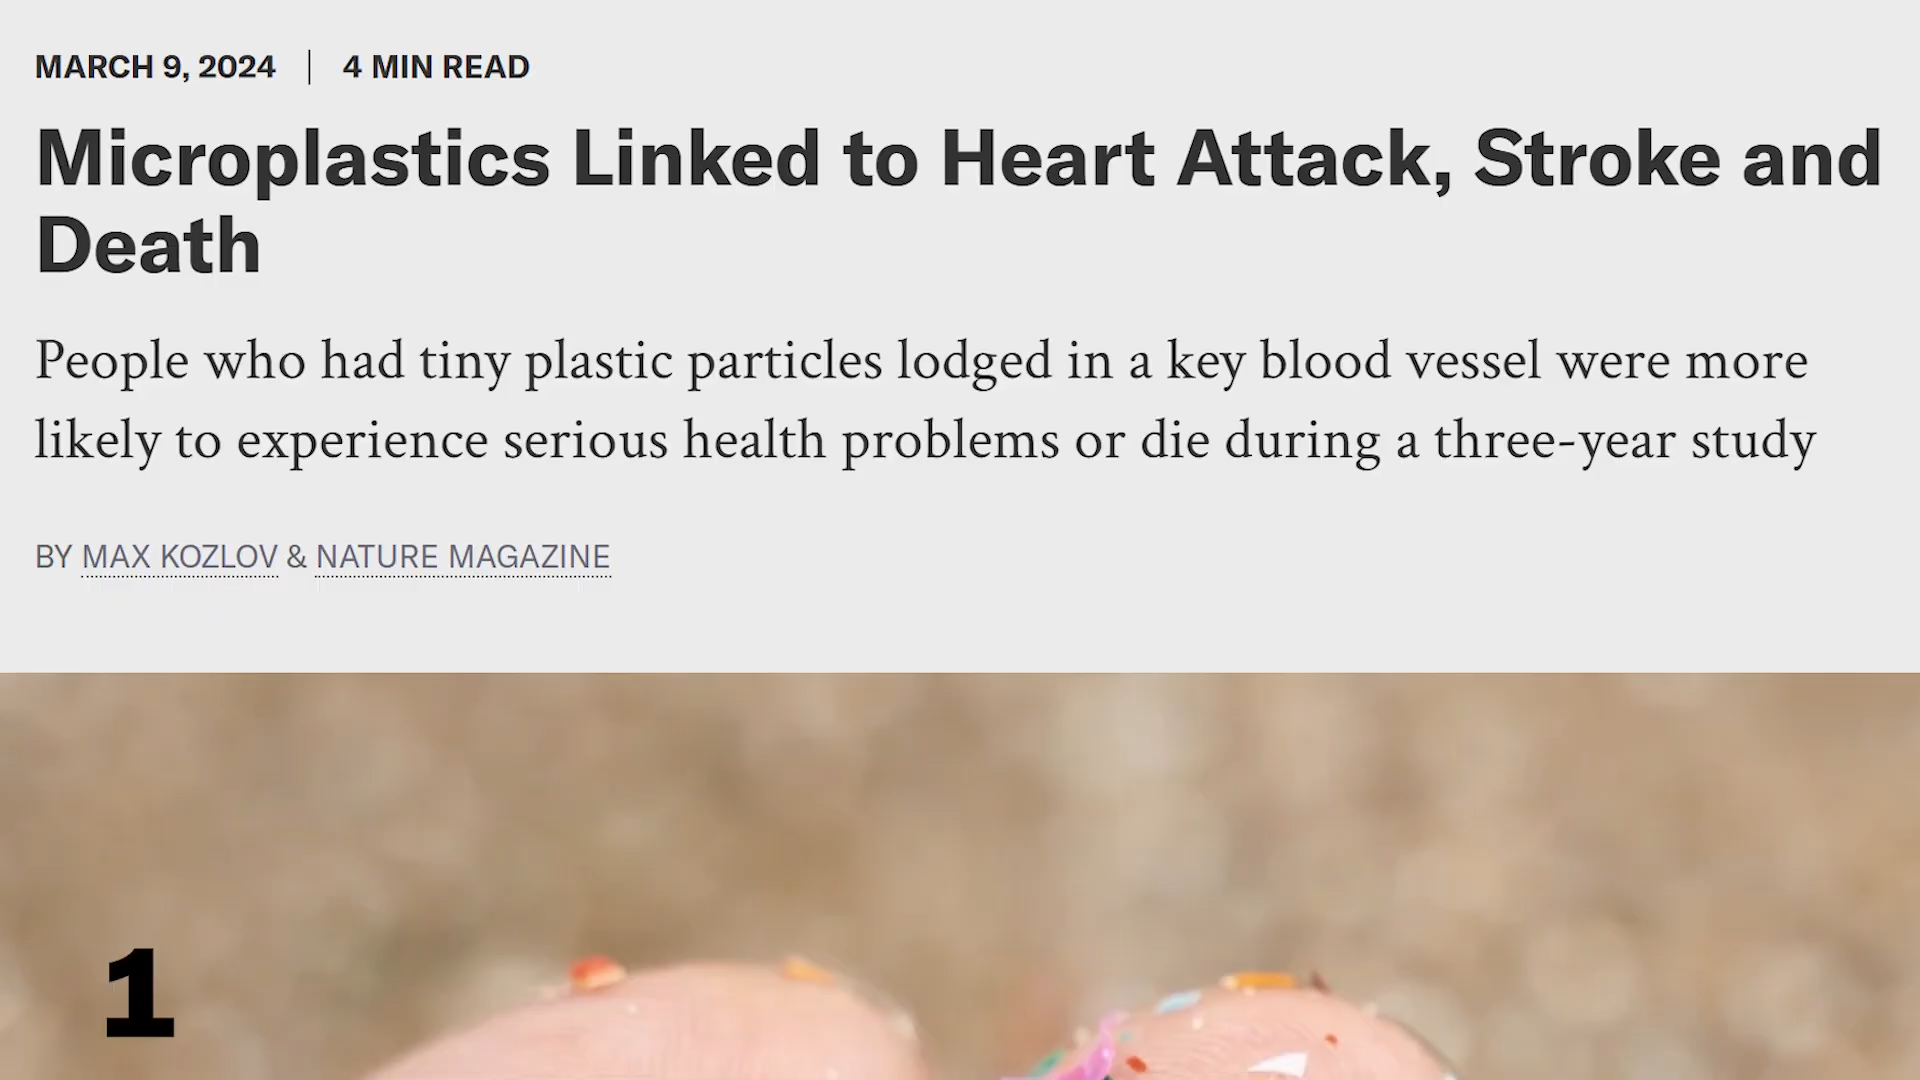 MARCH 9, 2024 | 4 MIN READ
Microplastics Linked to Heart Attack, Stroke and
Death
People who had tiny plastic particles lodged in a key blood vessel were more
likely to experience serious health problems or die during a three-year study
BY MAX KOZLOV & NATURE MAGAZINE
1